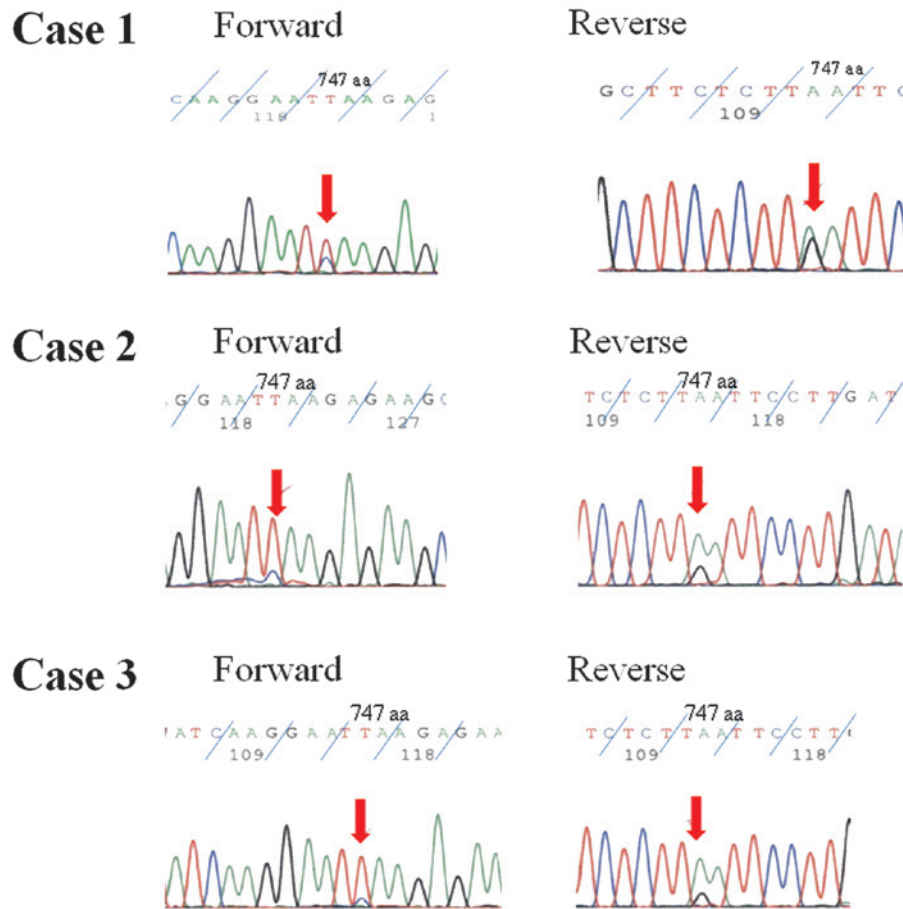 Case 1 Forward Reverse
747 aa 747 aa
CAAGGAATTAAGAG GCTTCTCTTAATTC
118 1 109
Case 2 Forward Reverse
747 aa 747 aa
GGAATTAAGAGAAGC TCTCTTAATTCCTTGAT
118 127 109 118
Case 3 Forward Reverse
747 aa 747 aa
ATCAAGGAATTAAGAGAA TCTCTTAATTCCTT
109 118 109 118